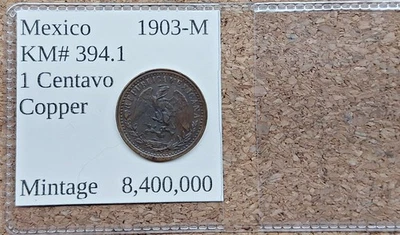 Mexico 1903-M
KM# 394.1
1 Centavo
Copper
Mintage 8,400,000